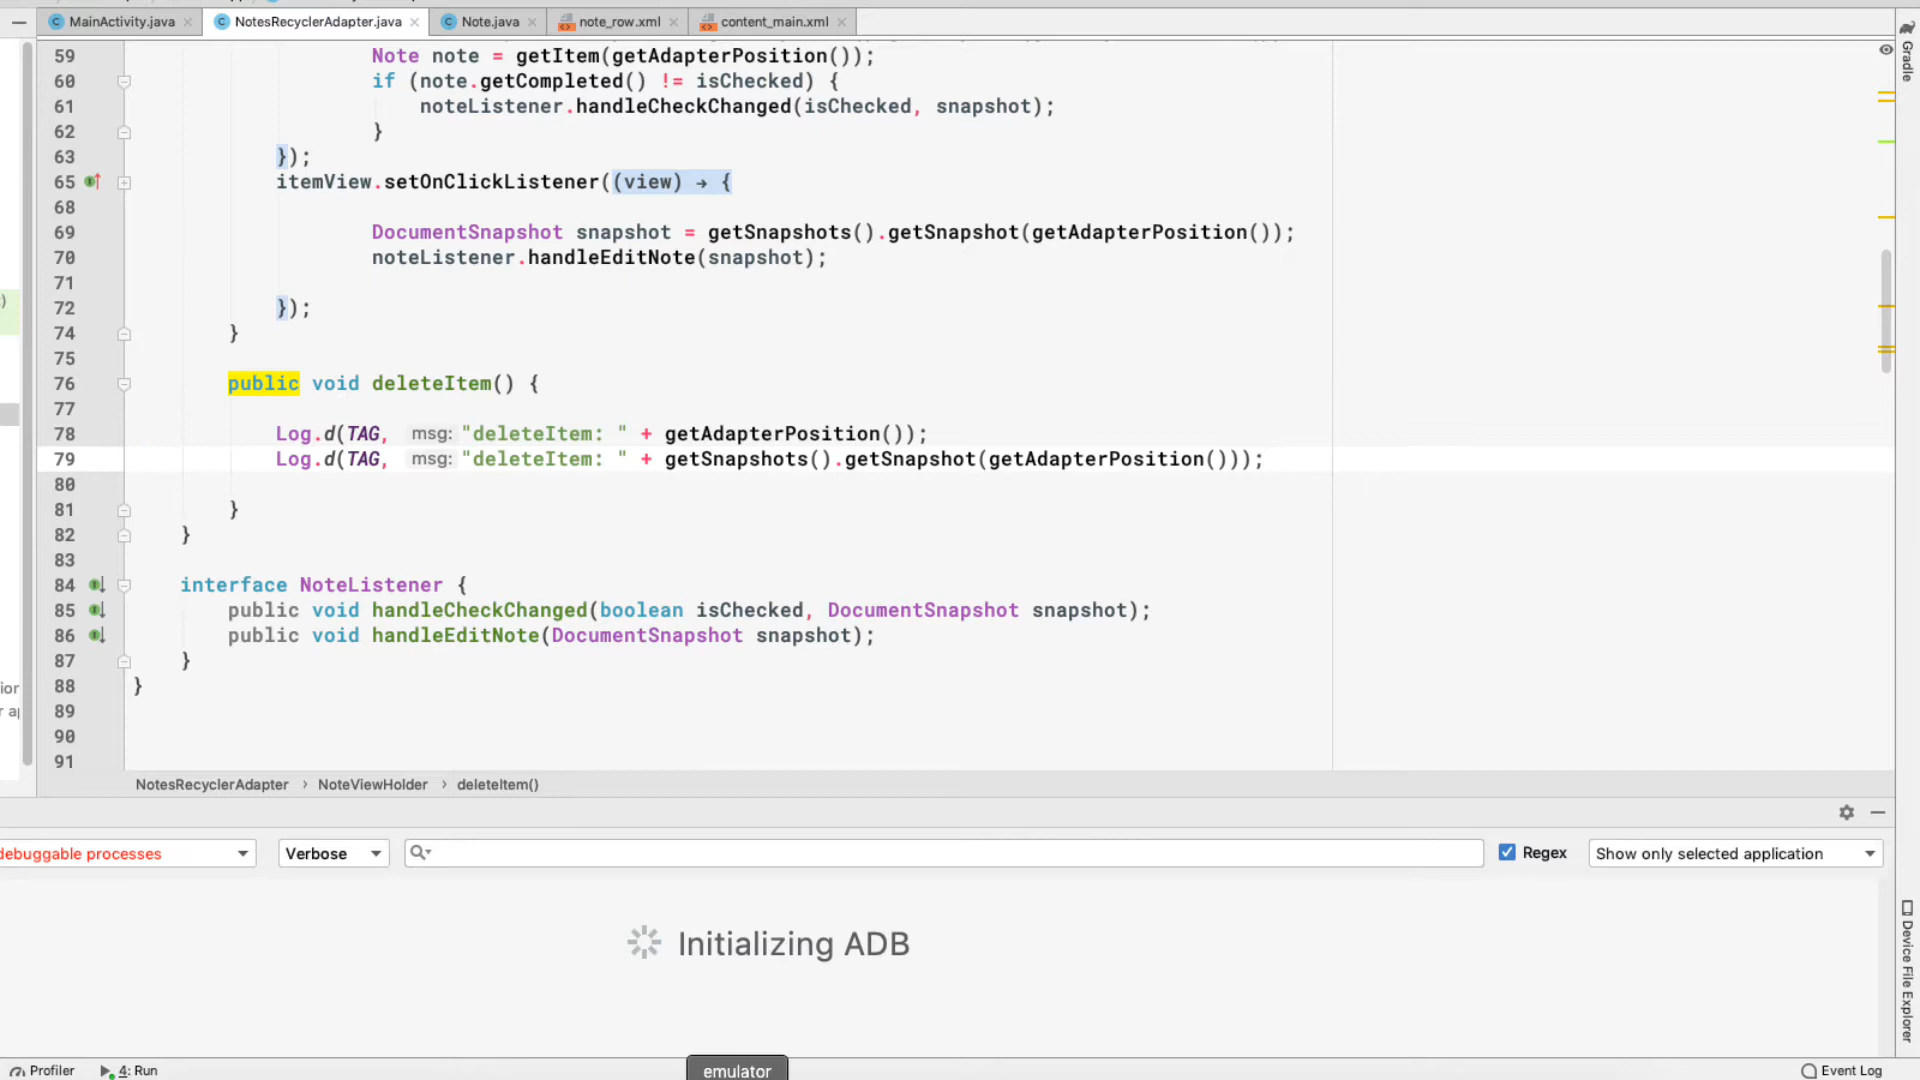 MainActivity.java
NotesRecyclerAdapter.java
Note.java
note_row.xml
content_main.xml
Gradle
59 Note note = getItem(getAdapterPosition());
60 if (note.getCompleted() != isChecked) {
61 noteListener.handleCheckChanged(isChecked, snapshot);
62 }
63 });
65 itemView.setOnClickListener((view) → {
68
69 DocumentSnapshot snapshot = getSnapshots().getSnapshot(getAdapterPosition());
70 noteListener.handleEditNote(snapshot);
71
72 });
74 }
75
76 public void deleteItem() {
77
78 Log.d(TAG, msg: "deleteItem: " + getAdapterPosition());
79 Log.d(TAG, msg: "deleteItem: " + getSnapshots().getSnapshot(getAdapterPosition()));
80
81 }
82 }
83
84 interface NoteListener {
85 public void handleCheckChanged(boolean isChecked, DocumentSnapshot snapshot);
86 public void handleEditNote(DocumentSnapshot snapshot);
87 }
88 }
89
90
91
NotesRecyclerAdapter › NoteViewHolder › deleteItem()
debuggable processes
Verbose
Regex
Show only selected application
Initializing ADB
Device File Explorer
Profiler
4: Run
emulator
Event Log